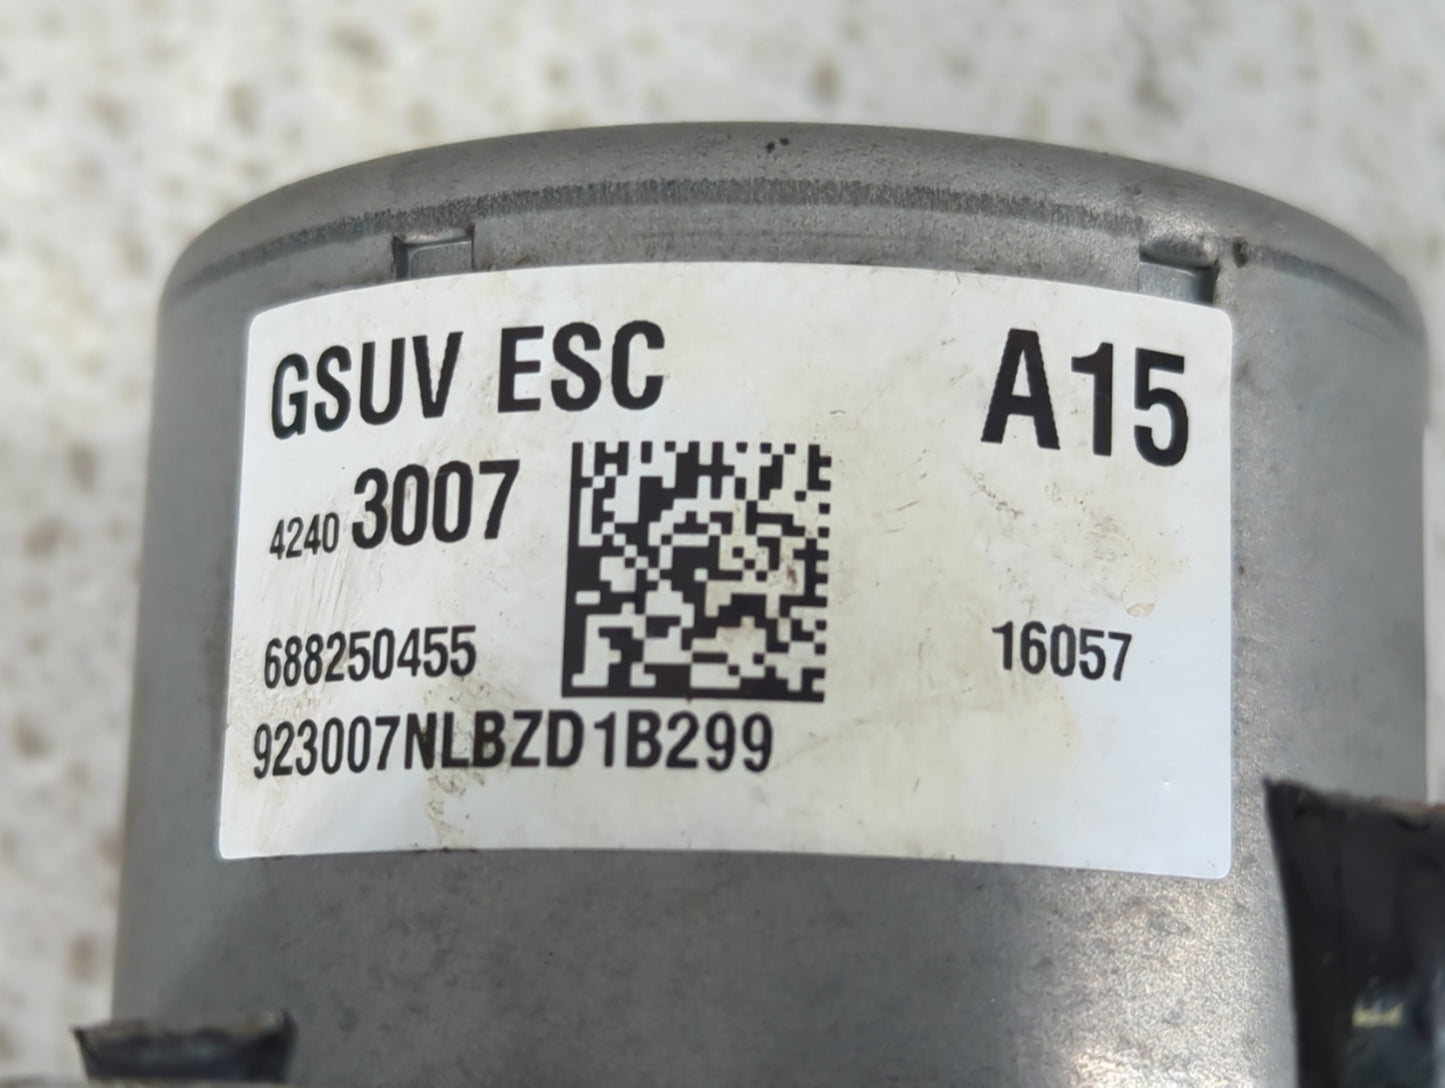 GSUV ESC A15
4240 3007
688250455 16057
923007NLBZD1B299